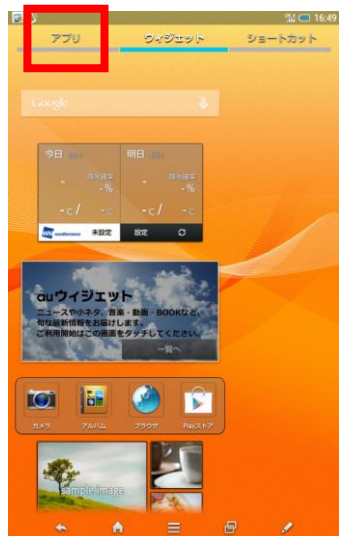 16:49
アプリ
ウィジェット
ショートカット
Google
今日
明日
降水確率
降水確率
-%
-%
-c/ -c
-c/ -c
未設定
設定
auウィジェット
ニュースや小ネタ、音楽・動画・BOOKなど、
旬な最新情報をお届けします。
ご利用開始はこの画面をタッチしてください。
一覧へ
カメラ
アルバム
ブラウザ
Playストア
sample image